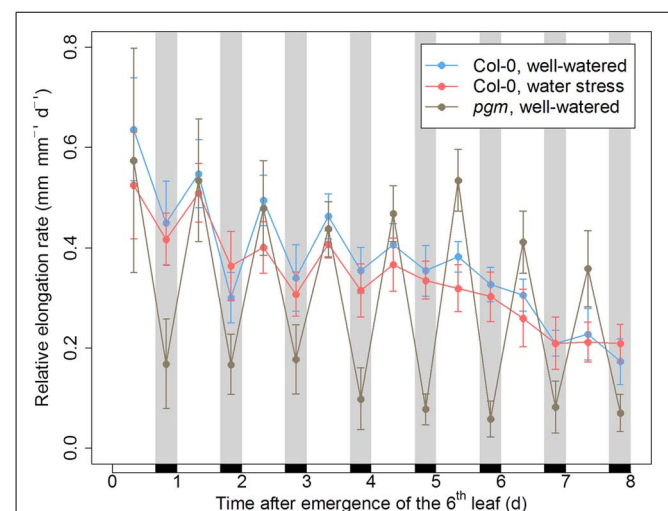 Relative elongation rate (mm mm⁻¹ d⁻¹)
0.8
0.6
0.4
0.2
0.0
Col-0, well-watered
Col-0, water stress
pgm, well-watered
0 1 2 3 4 5 6 7 8
Time after emergence of the 6th leaf (d)